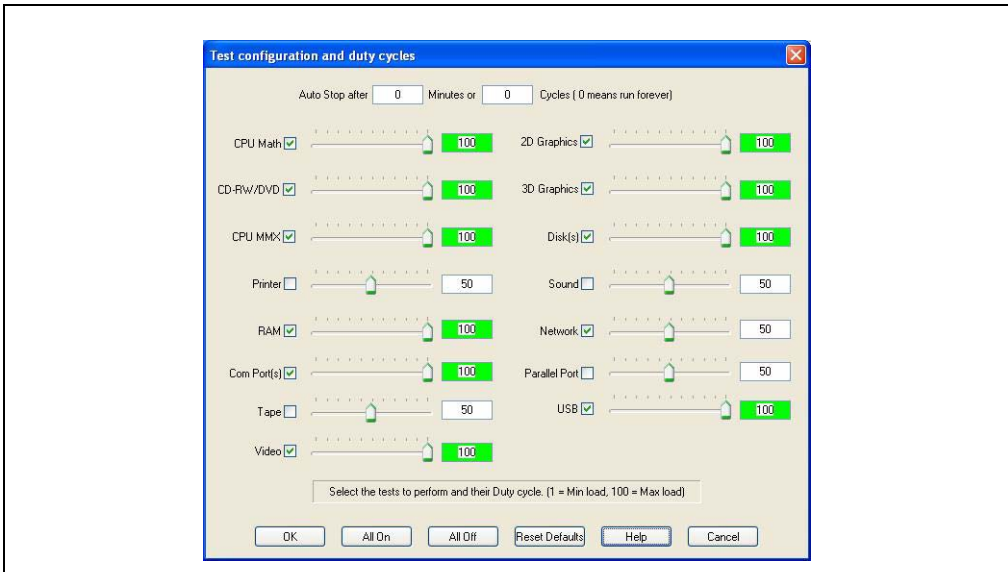 Test configuration and duty cycles
Auto Stop after 0 Minutes or 0 Cycles ( 0 means run forever)
CPU Math 100 2D Graphics 100
CD-RW/DVD 100 3D Graphics 100
CPU MMX 100 Disk(s) 100
Printer 50 Sound 50
RAM 100 Network 50
Com Port(s) 100 Parallel Port 50
Tape 50 USB 100
Video 100
Select the tests to perform and their Duty cycle. (1 = Min load, 100 = Max load)
OK All On All Off Reset Defaults Help Cancel